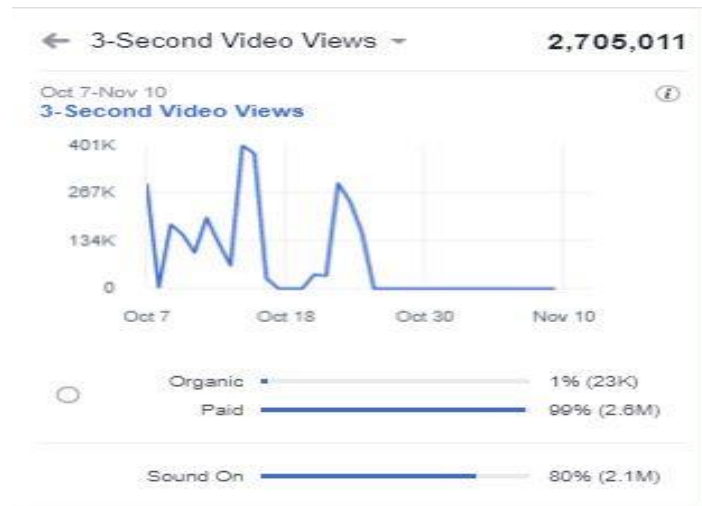 ← 3-Second Video Views 2,705,011
Oct 7-Nov 10
3-Second Video Views
401K
267K
134K
0
Oct 7 Oct 18 Oct 30 Nov 10
Organic 1% (23K)
Paid 99% (2.6M)
Sound On 80% (2.1M)